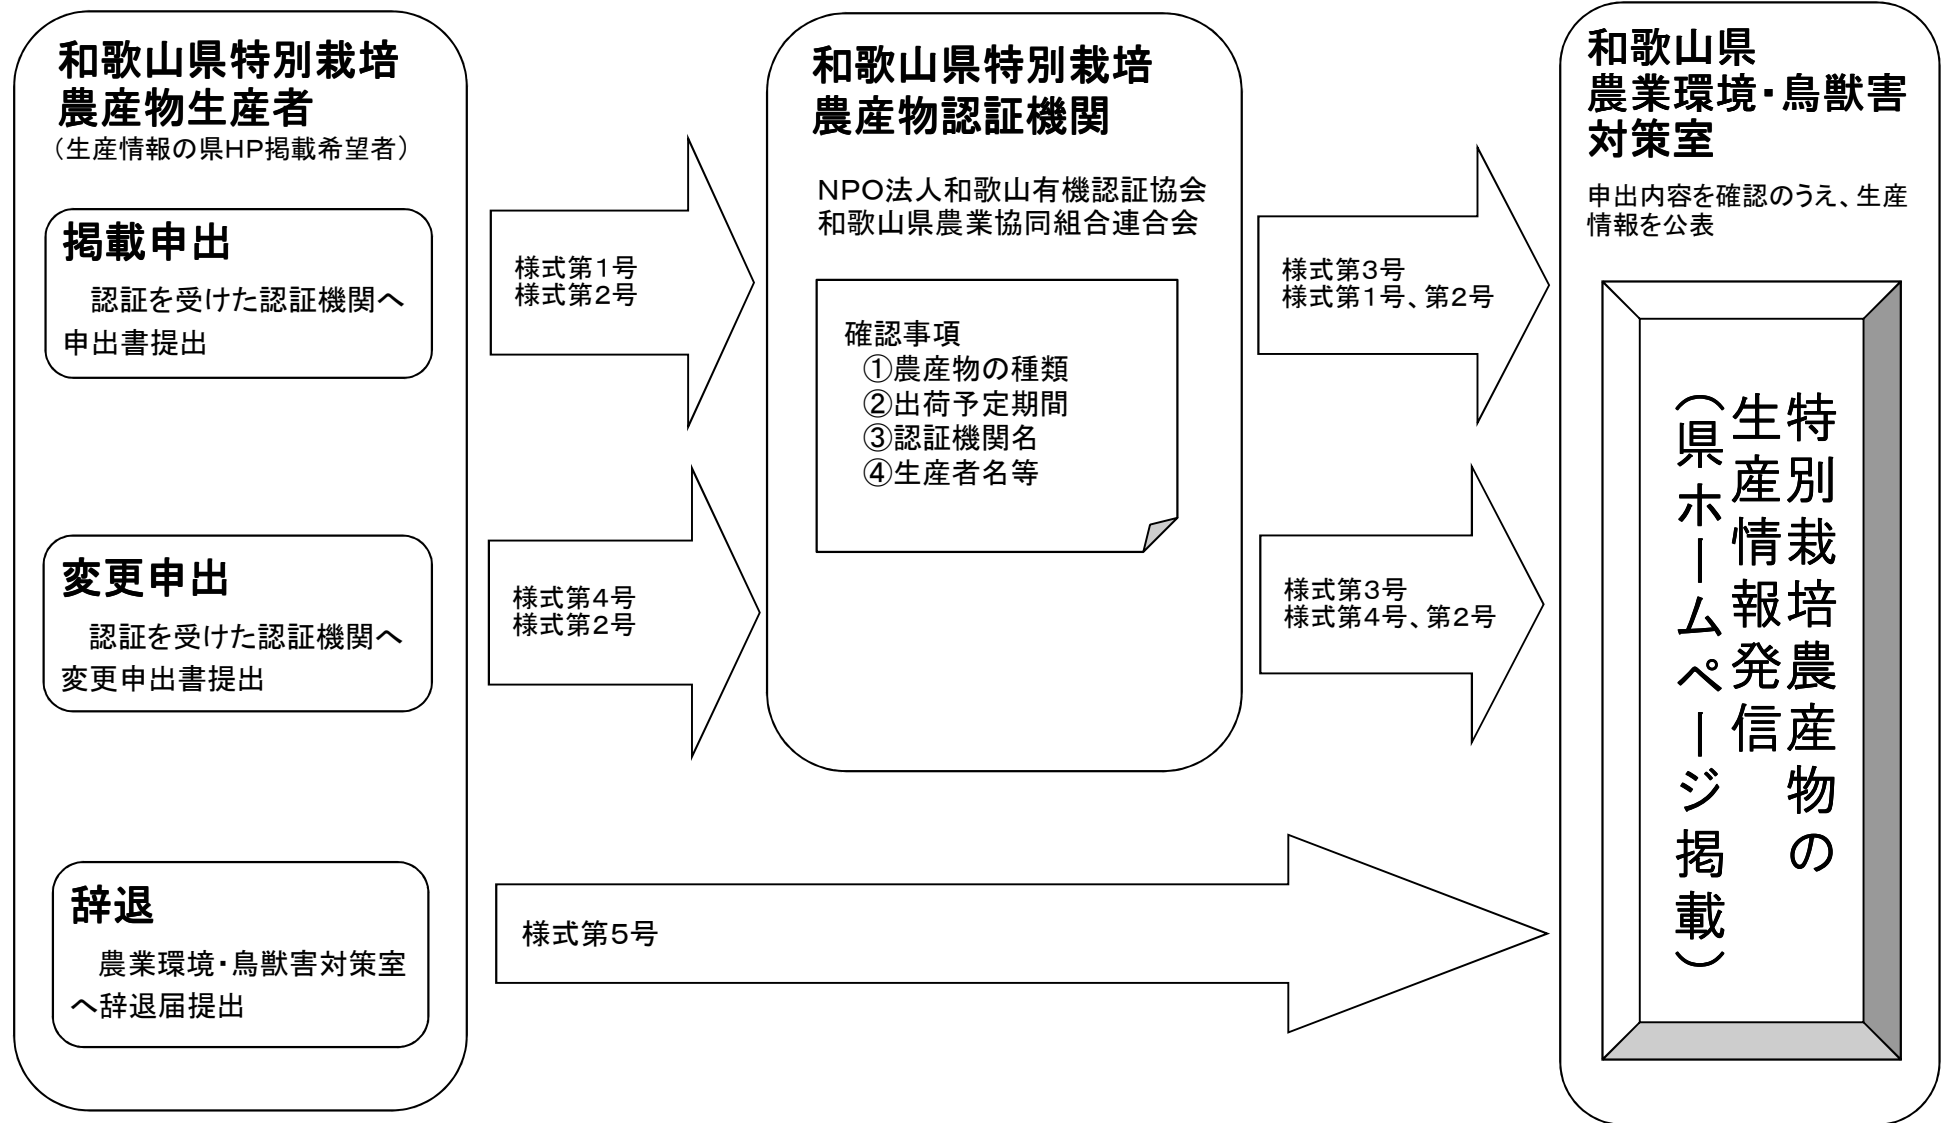 和歌山県特別栽培
農産物生産者
（生産情報の県HP掲載希望者）
掲載申出
認証を受けた認証機関へ
申出書提出
変更申出
認証を受けた認証機関へ
変更申出書提出
辞退
農業環境・鳥獣害対策室
へ辞退届提出
様式第1号
様式第2号
様式第4号
様式第2号
様式第5号
和歌山県特別栽培
農産物認証機関
NPO法人和歌山有機認証協会
和歌山県農業協同組合連合会
確認事項
①農産物の種類
②出荷予定期間
③認証機関名
④生産者名等
様式第3号
様式第1号、第2号
様式第3号
様式第4号、第2号
和歌山県
農業環境・鳥獣害
対策室
申出内容を確認のうえ、生産
情報を公表
特別栽培農産物の
生産情報発信
（県ホームページ掲載）